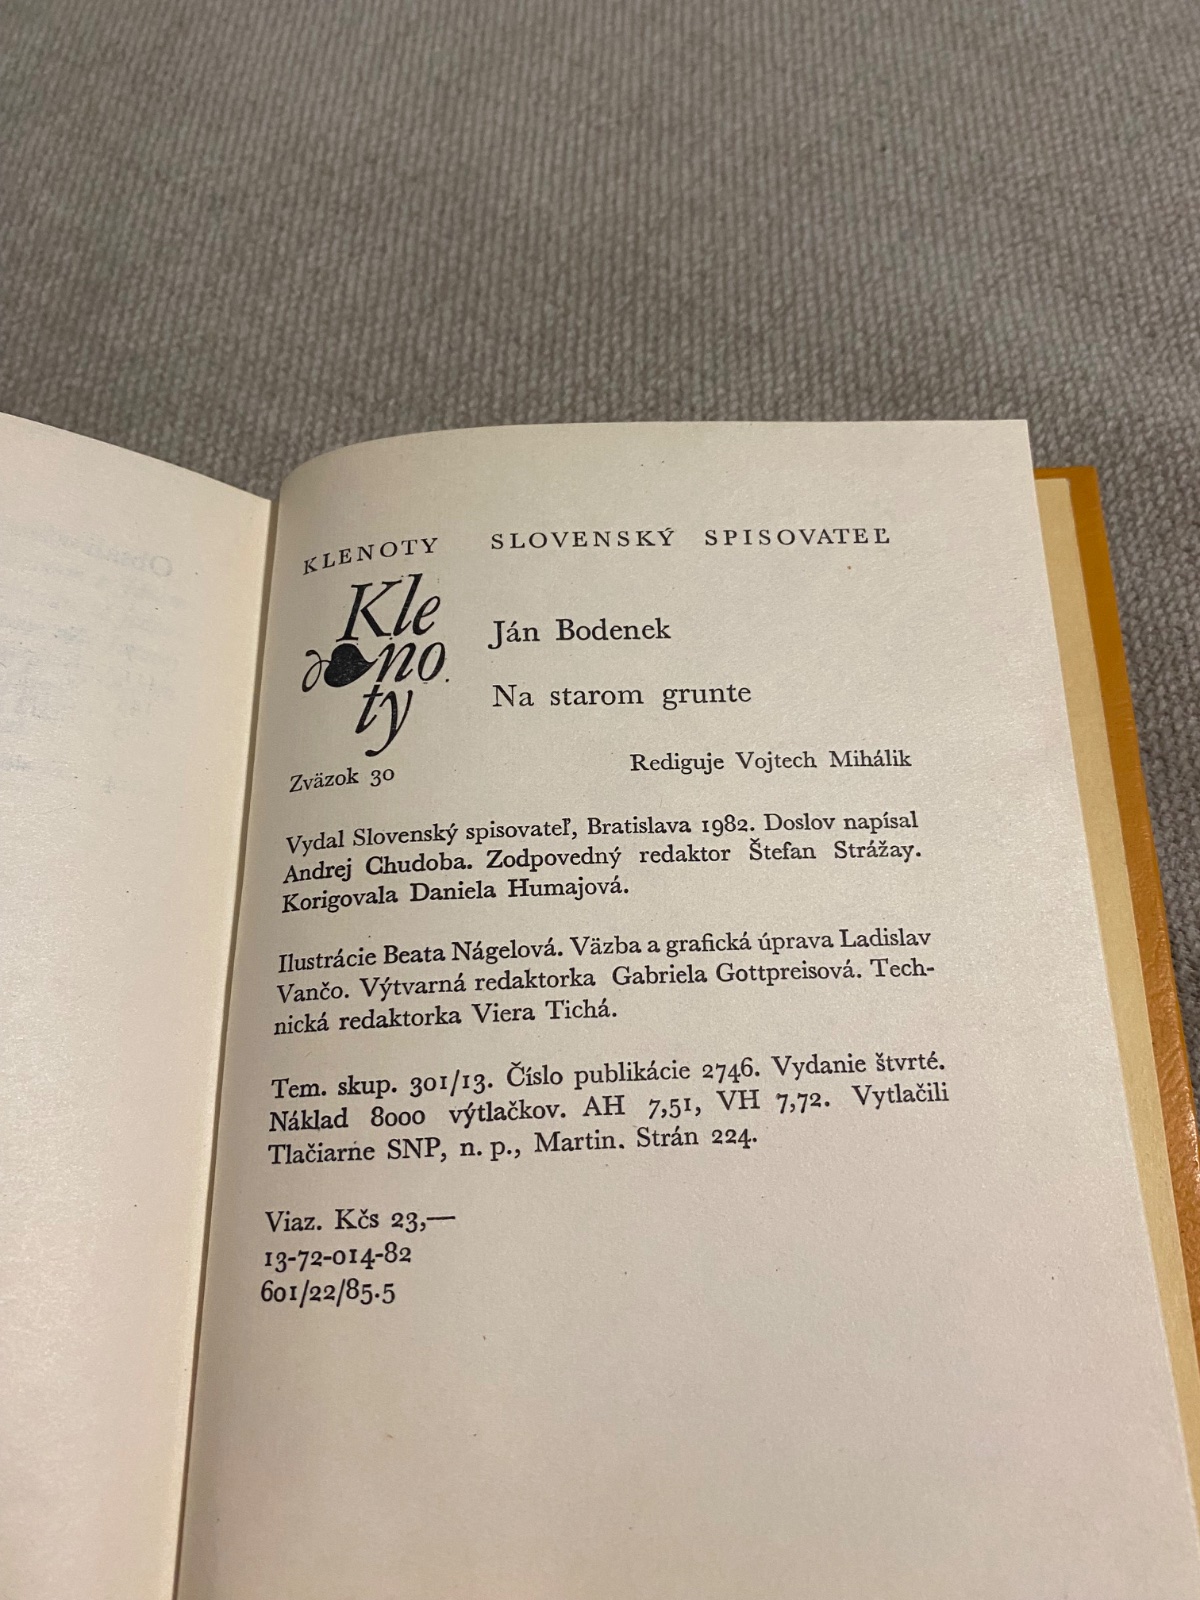 KLENOTY SLOVENSKÝ SPISOVATEĽ
Kle
no
ty
Zväzok 30
Ján Bodenek
Na starom grunte
Rediguje Vojtech Mihálik
Vydal Slovenský spisovateľ, Bratislava 1982. Doslov napísal
Andrej Chudoba. Zodpovedný redaktor Štefan Strážay.
Korigovala Daniela Humajová.
Ilustrácie Beata Nágelová. Väzba a grafická úprava Ladislav
Vančo. Výtvarná redaktorka Gabriela Gottpreisová. Tech-
nická redaktorka Viera Tichá.
Tem. skup. 301/13. Číslo publikácie 2746. Vydanie štvrté.
Náklad 8000 výtlačkov. AH 7,51, VH 7,72. Vytlačili
Tlačiarne SNP, n. p., Martin. Strán 224.
Viaz. Kčs 23,—
13-72-014-82
601/22/85.5